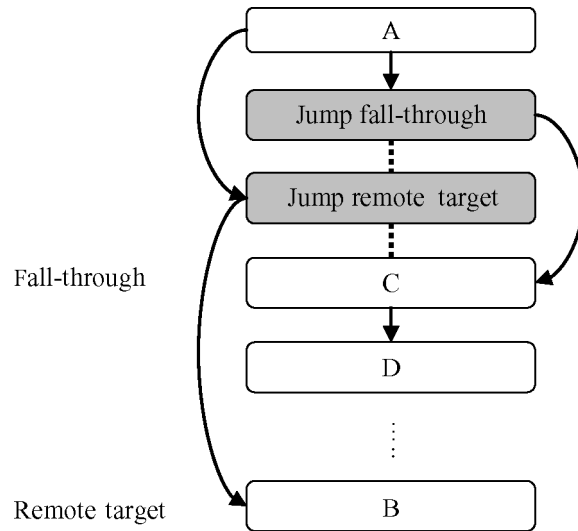 A
Jump fall-through
Jump remote target
Fall-through
C
D
Remote target
B